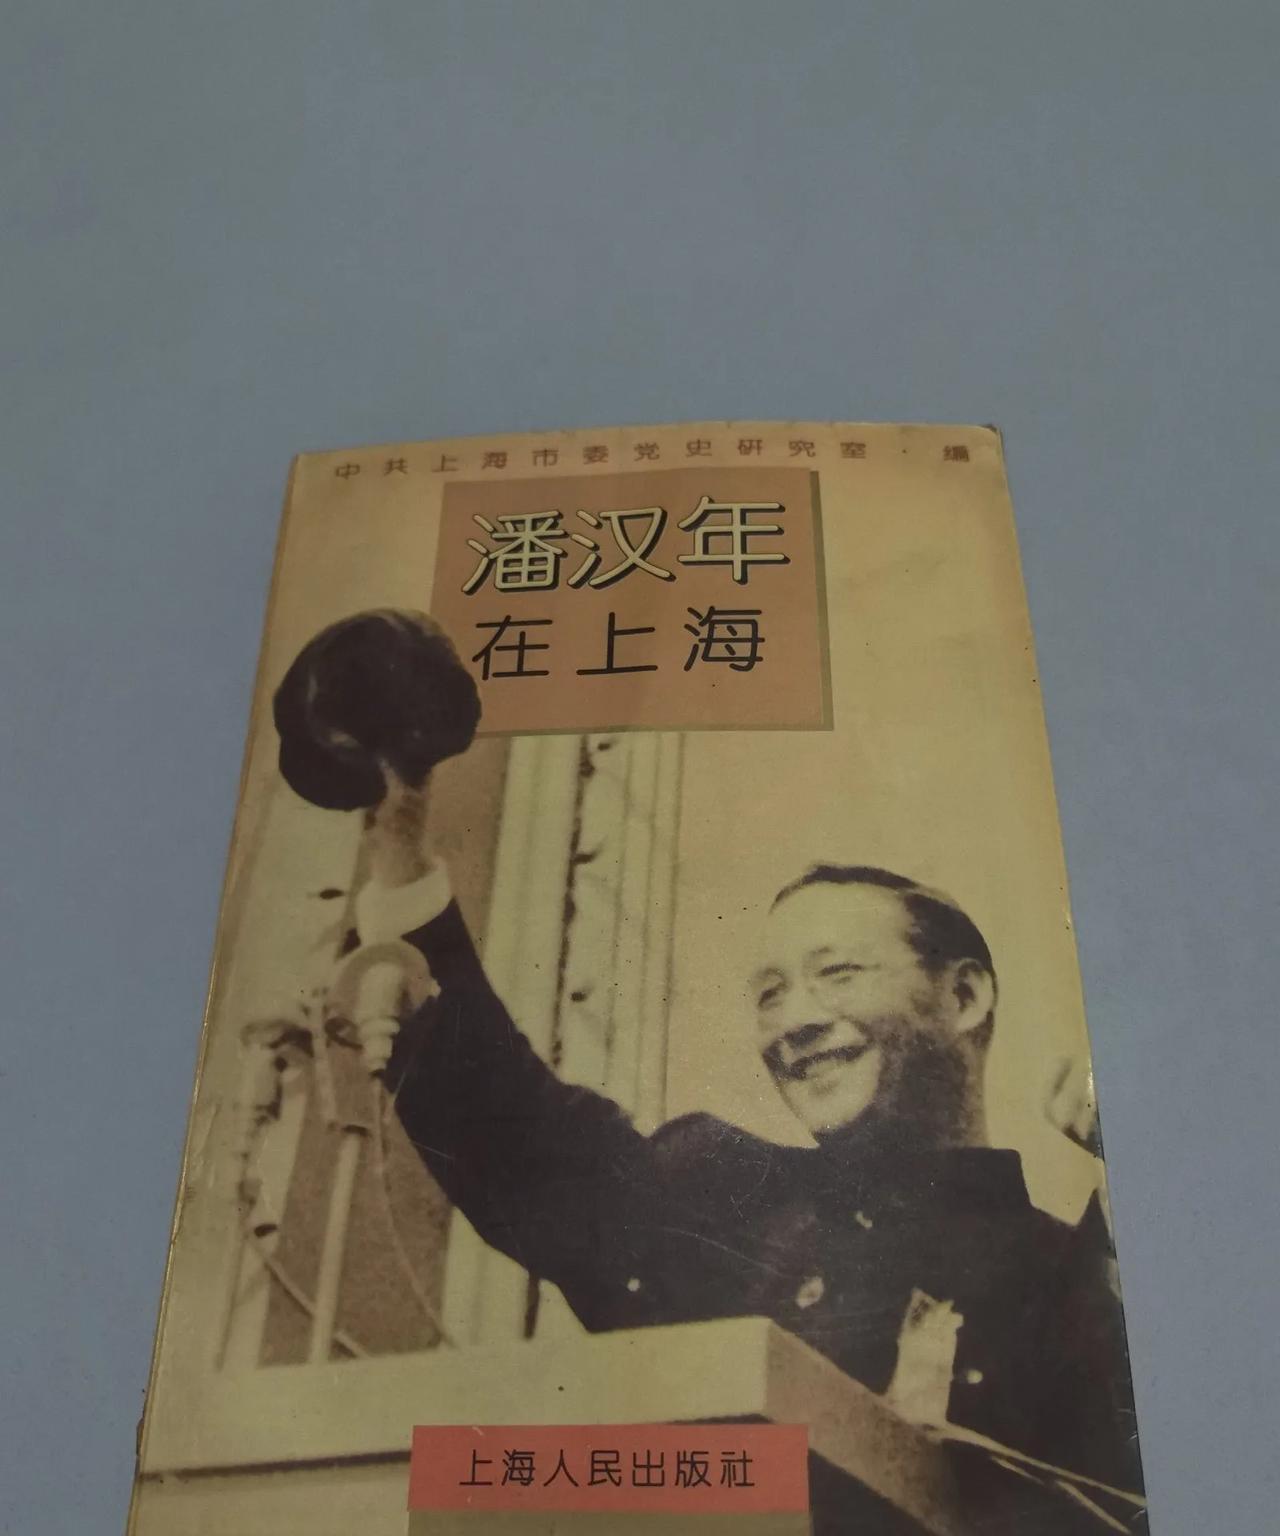 中共上海市委党史研究室·编
潘汉年
在上海
上海人民出版社